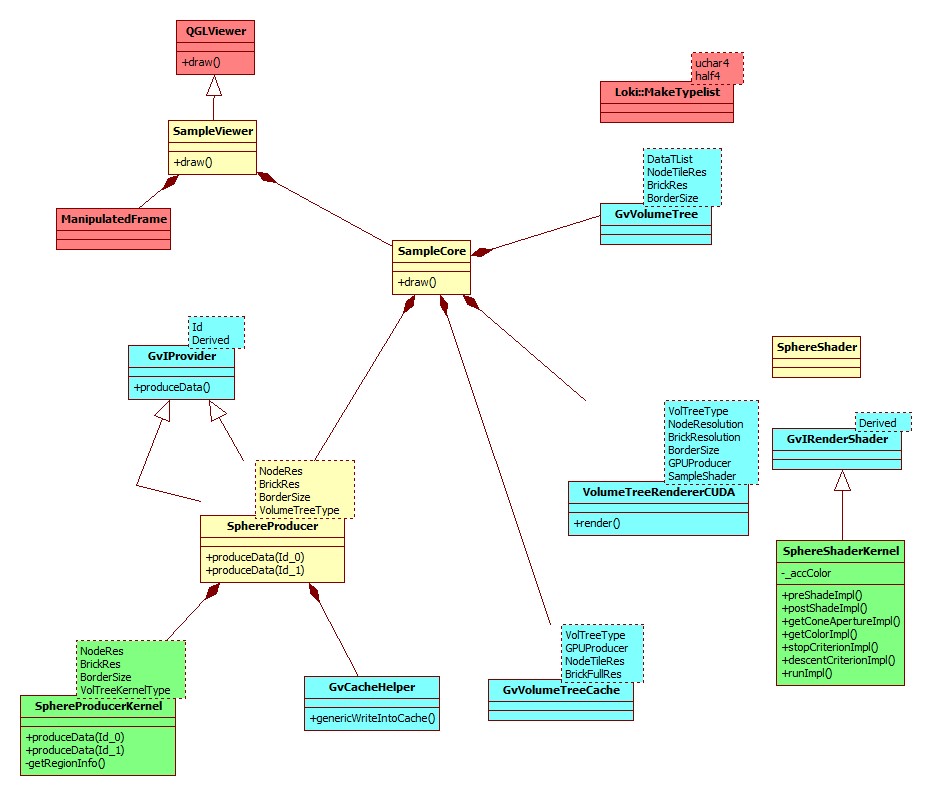 QGLViewer
+draw()
uchar4
half4
Loki::MakeTypelist
SampleViewer
+draw()
DataTList
NodeTileRes
BrickRes
BorderSize
GvVolumeTree
ManipulatedFrame
SampleCore
+draw()
Id
Derived
GvIProvider
+produceData()
SphereShader
VolTreeType
NodeResolution
BrickResolution
BorderSize
GPUProducer
SampleShader
VolumeTreeRendererCUDA
+render()
Derived
GvIRenderShader
NodeRes
BrickRes
BorderSize
VolumeTreeType
SphereProducer
+produceData(Id_0)
+produceData(Id_1)
SphereShaderKernel
-_accColor
+preShadeImpl()
+postShadeImpl()
+getConeApertureImpl()
+getColorImpl()
+stopCriterionImpl()
+descentCriterionImpl()
+runImpl()
NodeRes
BrickRes
BorderSize
VolTreeKernelType
SphereProducerKernel
+produceData(Id_0)
+produceData(Id_1)
-getRegionInfo()
GvCacheHelper
+genericWriteIntoCache()
VolTreeType
GPUProducer
NodeTileRes
BrickFullRes
GvVolumeTreeCache